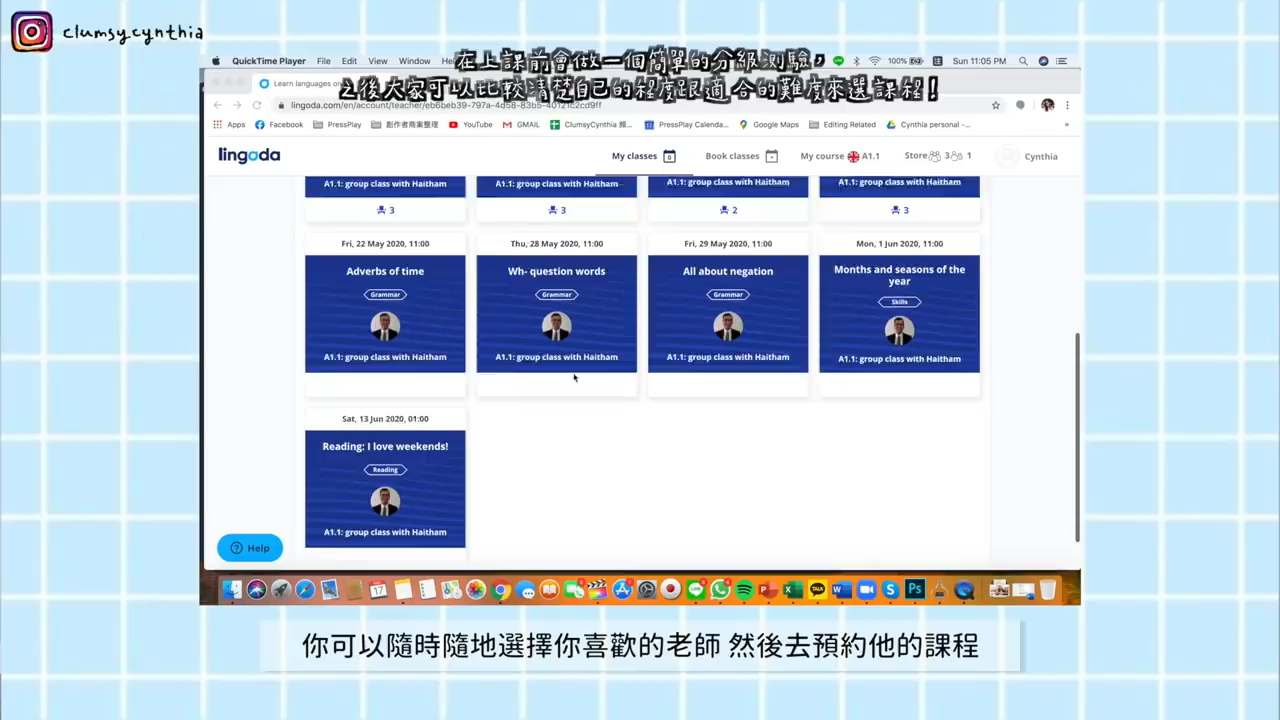 clumsycynthia
在上課前會做一個簡單的分級測驗，
之後大家可以比較清楚自己的程度跟適合的難度來選課程！
QuickTime Player File Edit View Window
100% Sun 11:05 PM
Learn languages on
lingoda.com/en/account/teacher/eb6beb39-797a-4d58-83b5-40121c2cd9ff
Apps Facebook PressPlay 創作者商案整理 YouTube GMAIL ClumsyCynthia 頻... PressPlay Calenda... Google Maps Editing Related Cynthia personal -... »
lingoda My classes 0 Book classes + My course A1.1 Store 3 1 Cynthia
A1.1: group class with Haitham A1.1: group class with Haitham A1.1: group class with Haitham A1.1: group class with Haitham
3 3 2 3
Fri, 22 May 2020, 11:00 Thu, 28 May 2020, 11:00 Fri, 29 May 2020, 11:00 Mon, 1 Jun 2020, 11:00
Adverbs of time Wh- question words All about negation Months and seasons of the
year
Grammar Grammar Grammar Skills
A1.1: group class with Haitham A1.1: group class with Haitham A1.1: group class with Haitham A1.1: group class with Haitham
Sat, 13 Jun 2020, 01:00
Reading: I love weekends!
Reading
A1.1: group class with Haitham
Help
你可以隨時隨地選擇你喜歡的老師 然後去預約他的課程